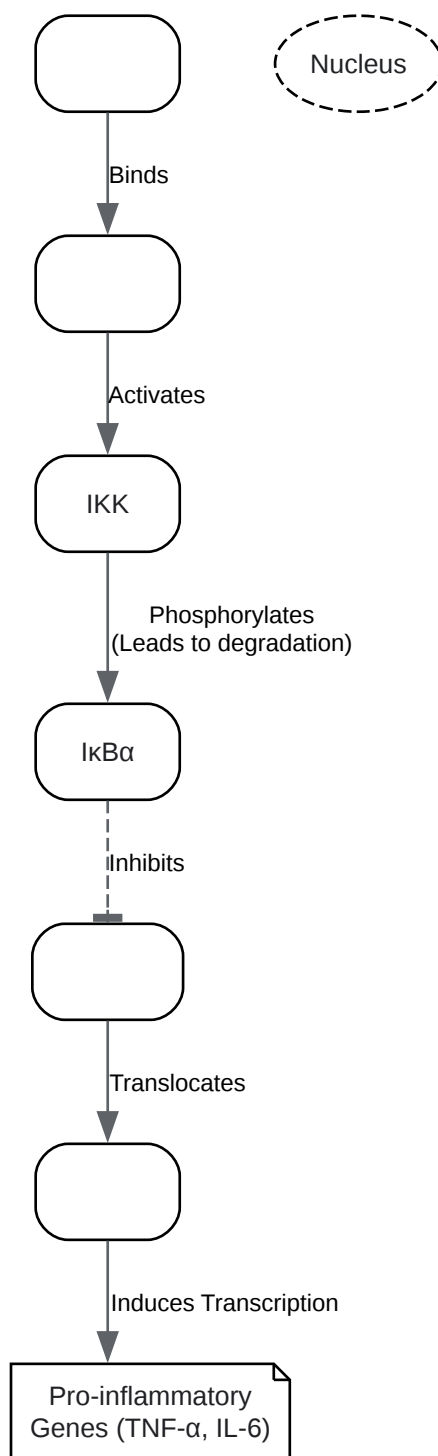 Nucleus
Binds
Activates
IKK
Phosphorylates
(Leads to degradation)
IκBα
Inhibits
Translocates
Induces Transcription
Pro-inflammatory
Genes (TNF-α, IL-6)